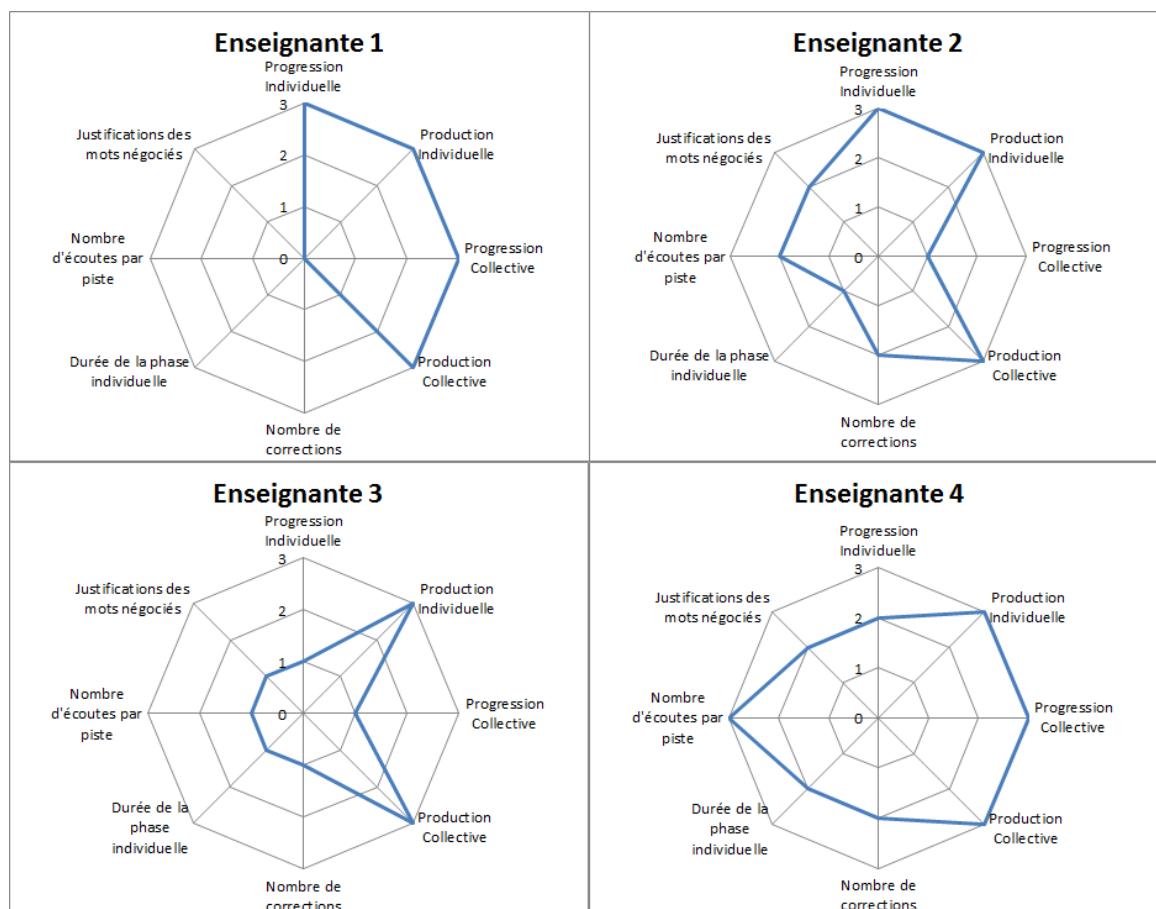 Enseignante 1
Progression
Individuelle
3
Justifications des
mots négociés
Production
Individuelle
2
1
Nombre
d'écoutes par
piste
0
Progression
Collective
Durée de la phase
individuelle
Production
Collective
Nombre de
corrections
Enseignante 2
Progression
Individuelle
3
Justifications des
mots négociés
Production
Individuelle
2
1
Nombre
d'écoutes par
piste
0
Progression
Collective
Durée de la phase
individuelle
Production
Collective
Nombre de
corrections
Enseignante 3
Progression
Individuelle
3
Justifications des
mots négociés
Production
Individuelle
2
1
Nombre
d'écoutes par
piste
0
Progression
Collective
Durée de la
phase
individuelle
Production
Collective
Nombre de
corrections
Enseignante 4
Progression
Individuelle
3
Justifications des
mots négociés
Production
Individuelle
2
1
Nombre
d'écoutes par
piste
0
Progression
Collective
Durée de la
phase
individuelle
Production
Collective
Nombre de
corrections